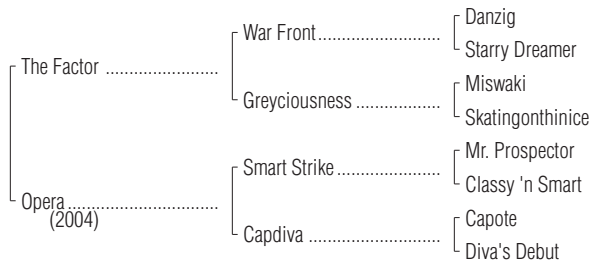 Danzig
War Front
Starry Dreamer
The Factor
Miswaki
Greyciousness
Skatingonthinice
Mr. Prospector
Smart Strike
Classy 'n Smart
Opera
(2004)
Capote
Capdiva
Diva's Debut